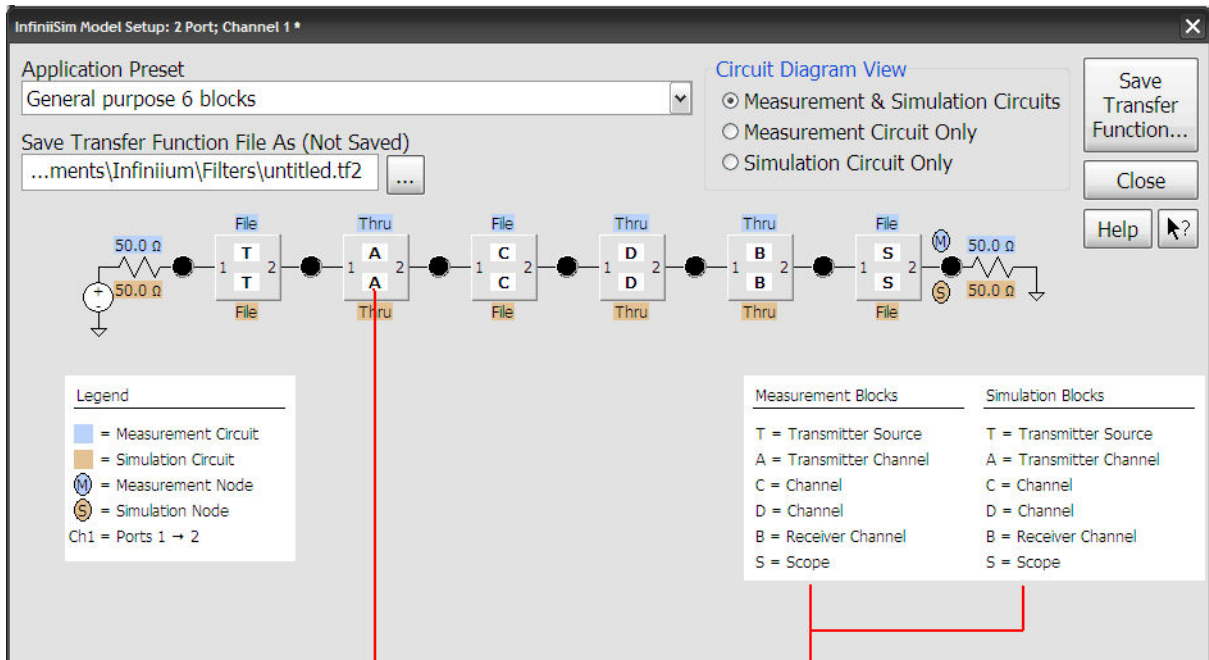 InfiniiSim Model Setup: 2 Port; Channel 1 *
Application Preset
General purpose 6 blocks
Save Transfer Function File As (Not Saved)
...ments\Infiniium\Filters\untitled.tf2
...
Circuit Diagram View
Measurement & Simulation Circuits
Measurement Circuit Only
Simulation Circuit Only
Save Transfer Function...
Close
Help
?
File Thru File Thru Thru File
50.0 Ω 1 T 2 1 A 2 1 C 2 1 D 2 1 B 2 1 S 2 M 50.0 Ω
+ 50.0 Ω T A C D B S S 50.0 Ω
File Thru File Thru Thru File
Legend
= Measurement Circuit
= Simulation Circuit
M = Measurement Node
S = Simulation Node
Ch1 = Ports 1 → 2
Measurement Blocks
T = Transmitter Source
A = Transmitter Channel
C = Channel
D = Channel
B = Receiver Channel
S = Scope
Simulation Blocks
T = Transmitter Source
A = Transmitter Channel
C = Channel
D = Channel
B = Receiver Channel
S = Scope